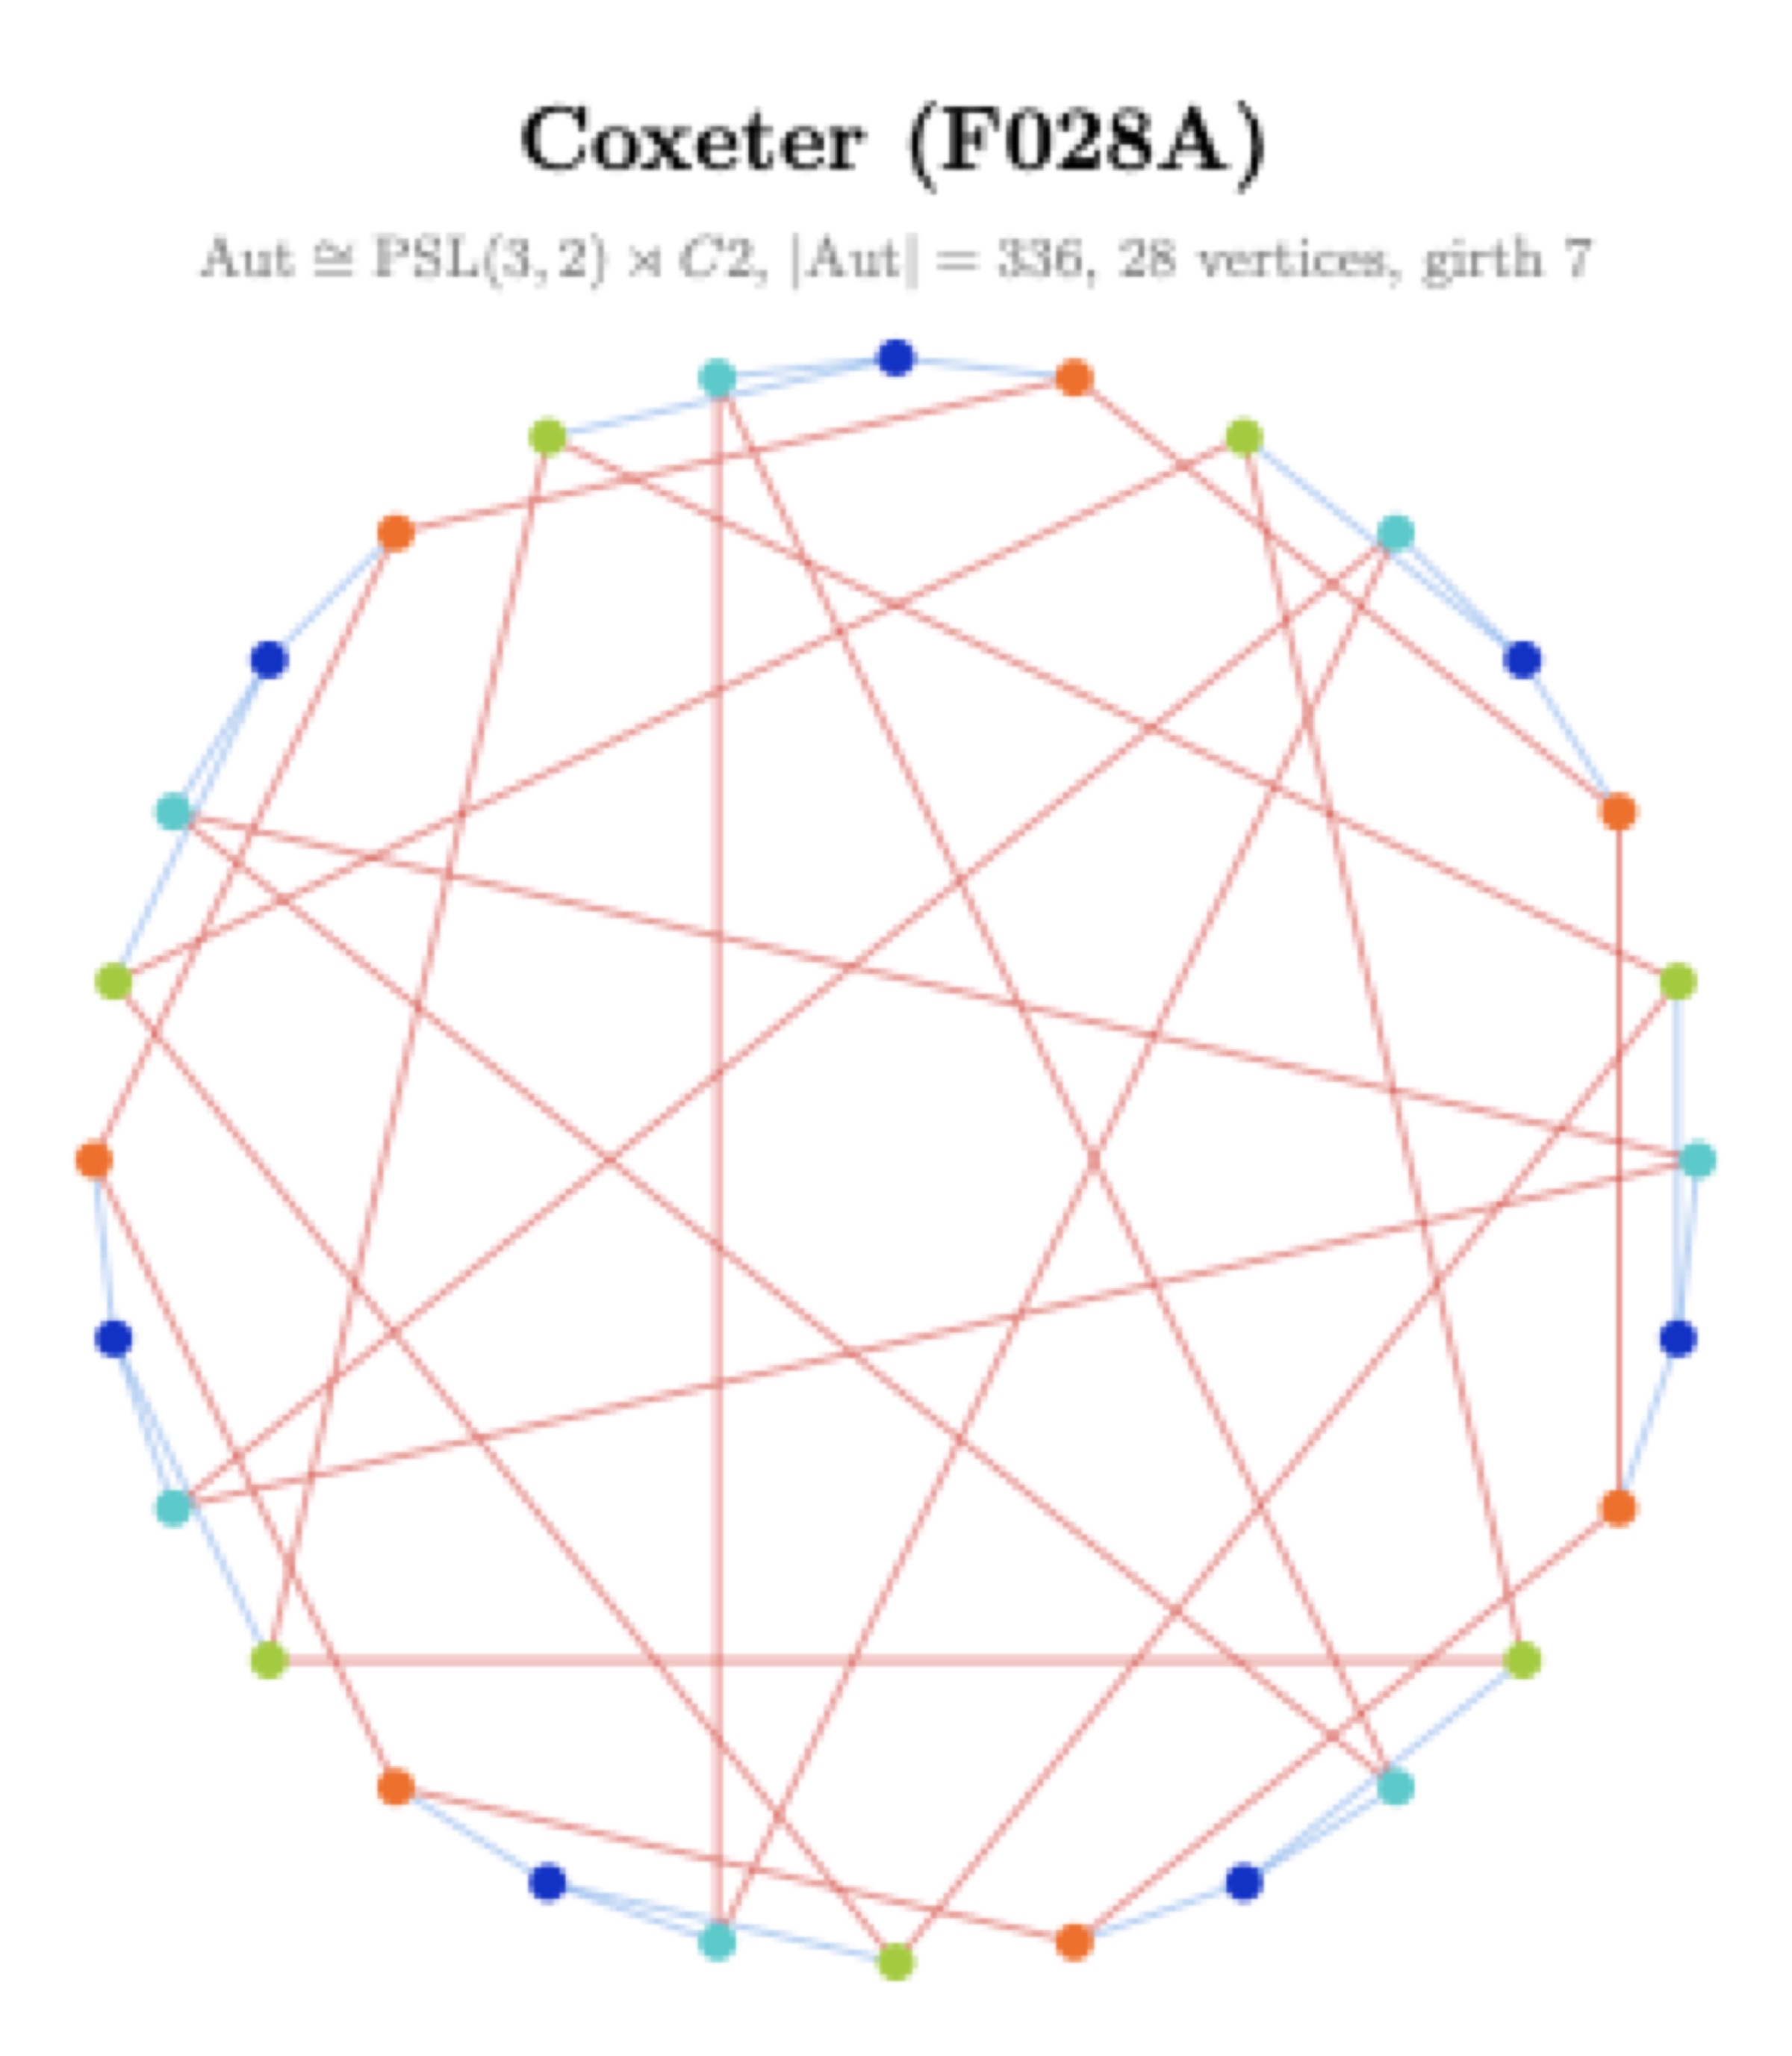 Coxeter (F028A)
Aut ≅ PSL(3, 2) ⋊ C2, |Aut| = 336, 28 vertices, girth 7